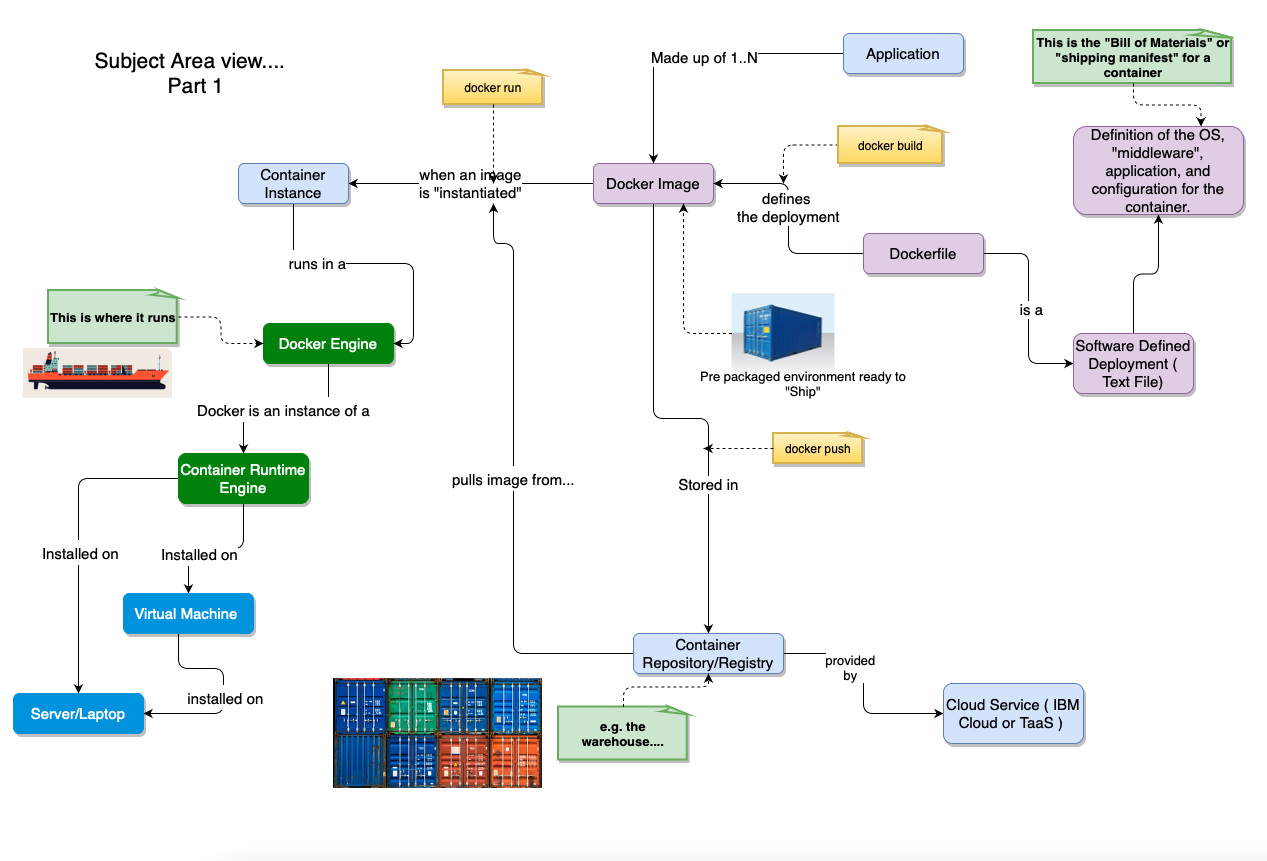 Subject Area view....
Part 1
docker run
Made up of 1..N
Application
This is the "Bill of Materials" or
"shipping manifest" for a
container
docker build
Definition of the OS,
"middleware",
application, and
configuration for the
container.
Container
Instance
when an image
is "instantiated"
Docker Image
defines
the deployment
Dockerfile
runs in a
is a
This is where it runs
Docker Engine
Software Defined
Deployment (
Text File)
Pre packaged environment ready to
"Ship"
Docker is an instance of a
docker push
Container Runtime
Engine
pulls image from...
Stored in
Installed on
Installed on
Virtual Machine
Container
Repository/Registry
provided
by
installed on
Server/Laptop
Cloud Service ( IBM
Cloud or TaaS )
e.g. the
warehouse....